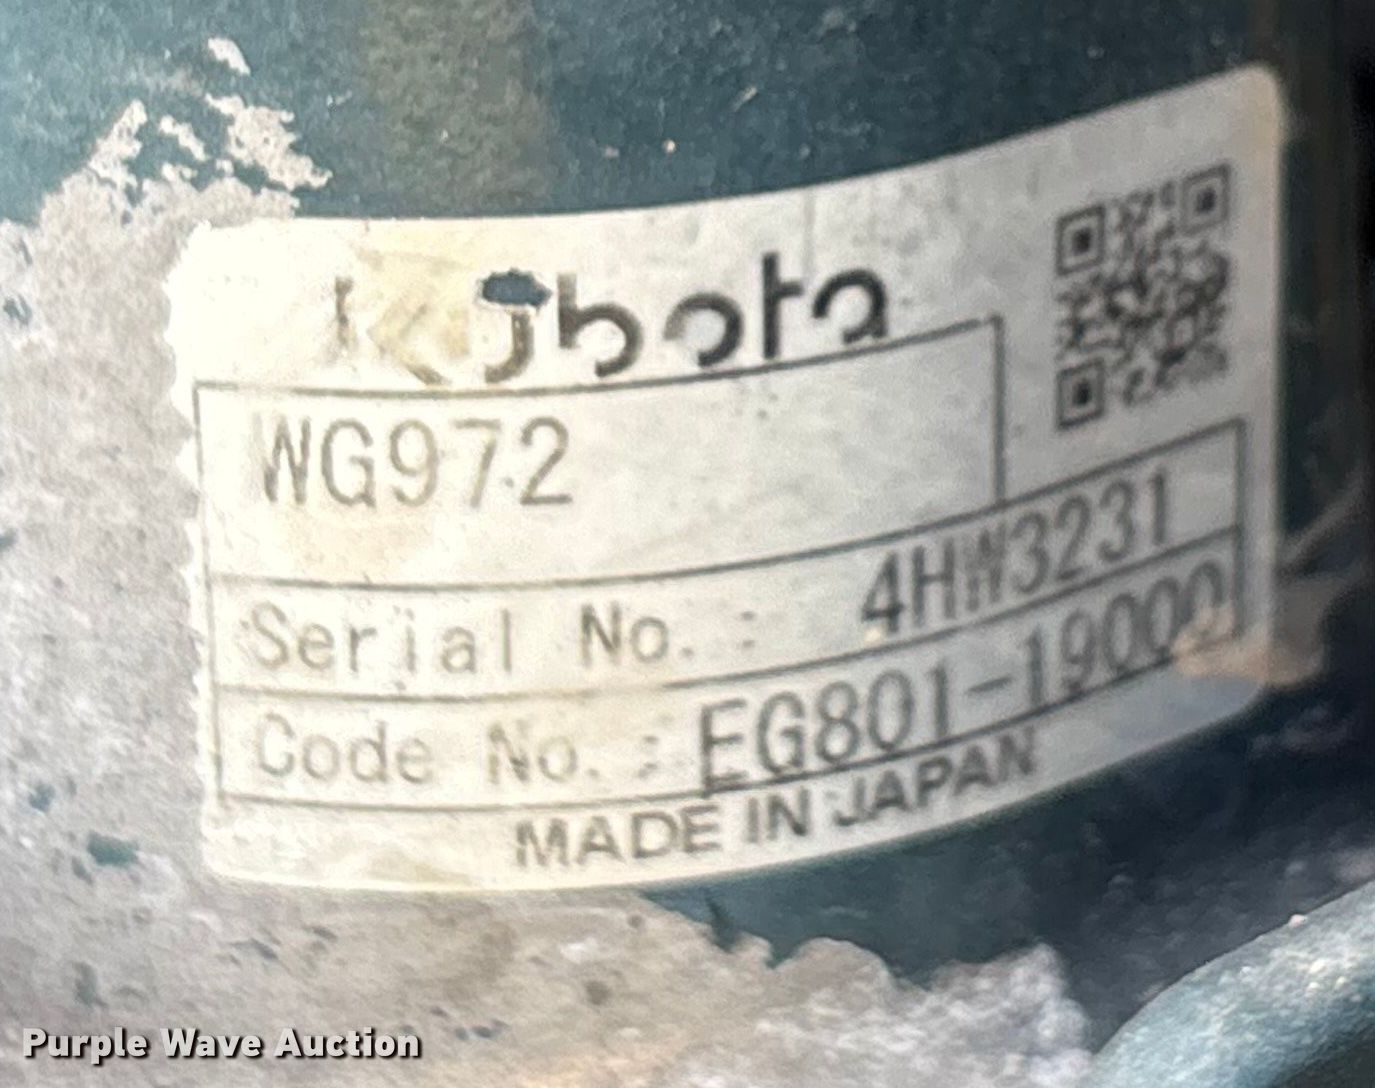 Kubota
WG972
Serial No. : 4HW3231
Code No. : EG801-19000
MADE IN JAPAN
Purple Wave Auction